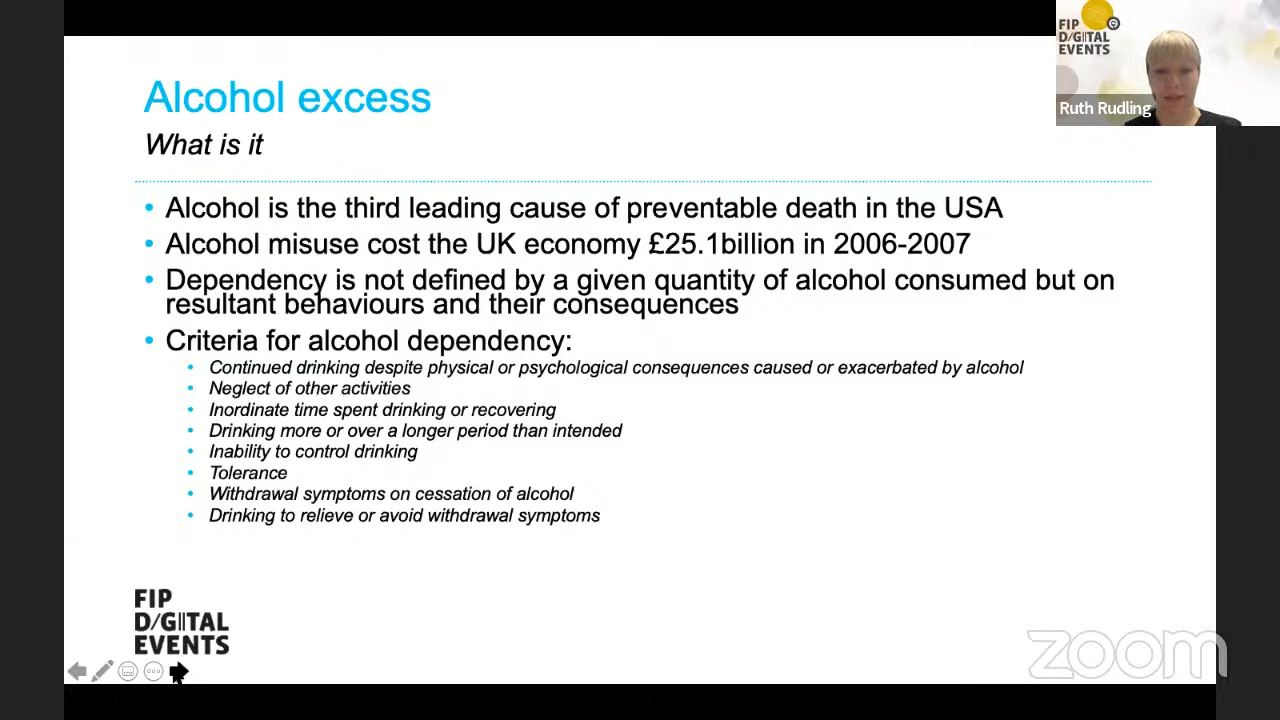 Alcohol excess
What is it
• Alcohol is the third leading cause of preventable death in the USA
• Alcohol misuse cost the UK economy £25.1billion in 2006-2007
• Dependency is not defined by a given quantity of alcohol consumed but on
resultant behaviours and their consequences
• Criteria for alcohol dependency:
• Continued drinking despite physical or psychological consequences caused or exacerbated by alcohol
• Neglect of other activities
• Inordinate time spent drinking or recovering
• Drinking more or over a longer period than intended
• Inability to control drinking
• Tolerance
• Withdrawal symptoms on cessation of alcohol
• Drinking to relieve or avoid withdrawal symptoms
FIP
D/GITAL
EVENTS
zoom
FIP
D/GITAL
EVENTS
Ruth Rudling